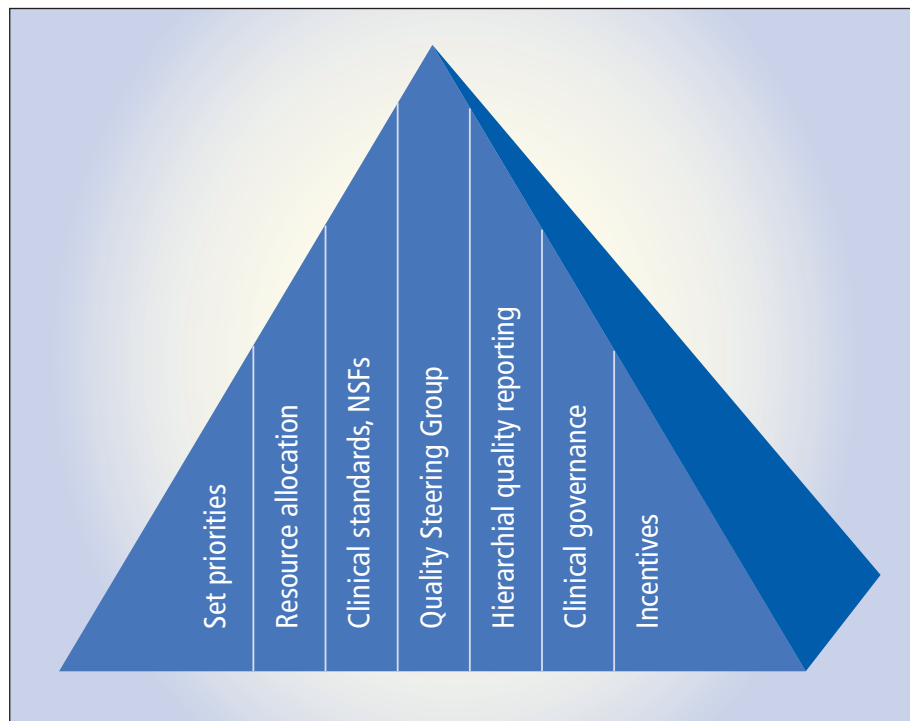 Set priorities
Resource allocation
Clinical standards, NSFs
Quality Steering Group
Hierarchial quality reporting
Clinical governance
Incentives